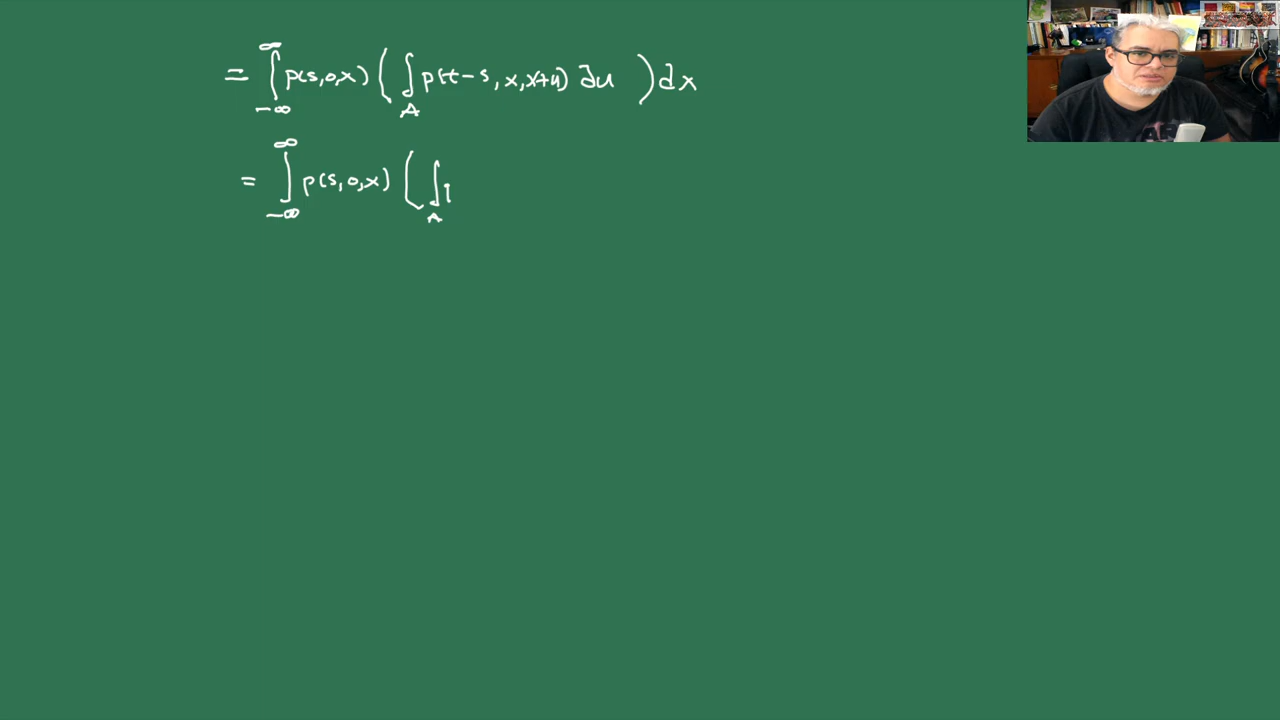 = ∫_{-∞}^{∞} p(s,0,x) ( ∫_A p(t-s, x, x+u) du ) dx
= ∫_{-∞}^{∞} p(s,0,x) ( ∫_A